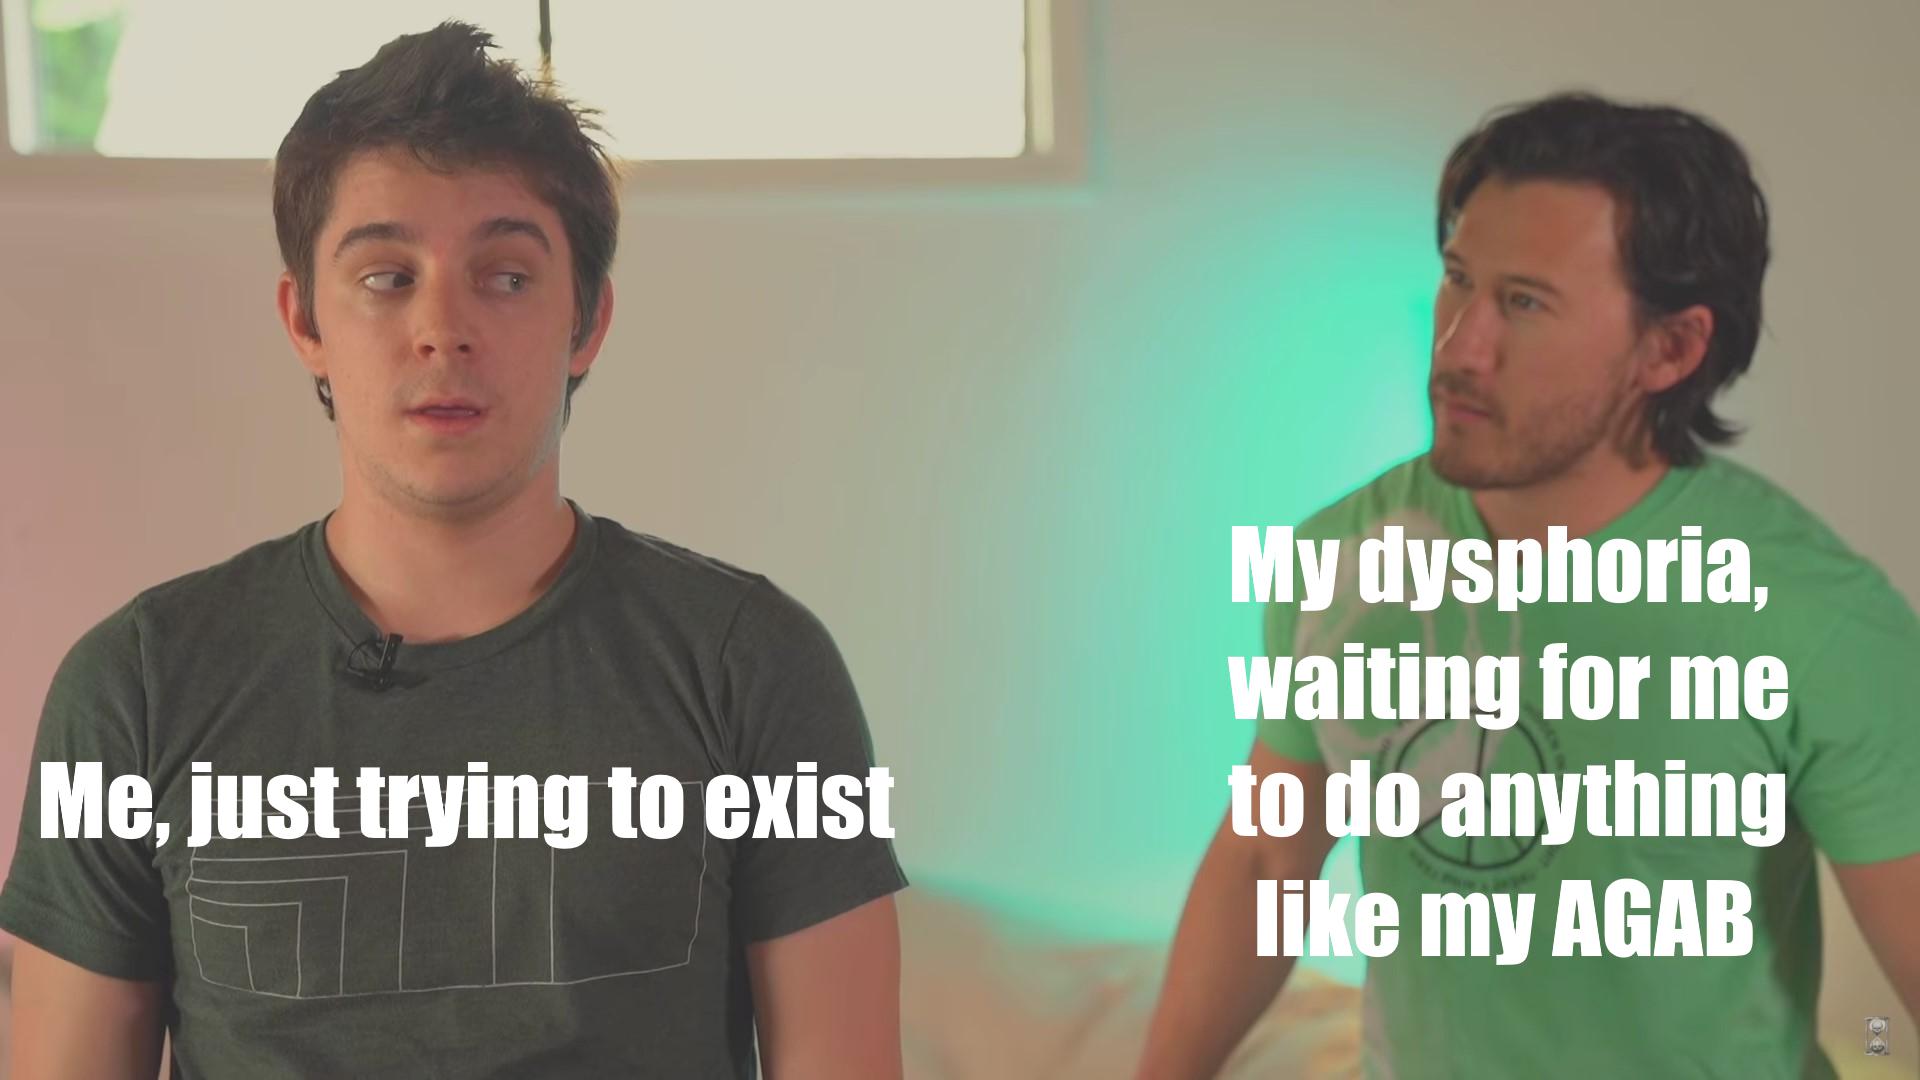 Me, just trying to exist
My dysphoria,
waiting for me
to do anything
like my AGAB